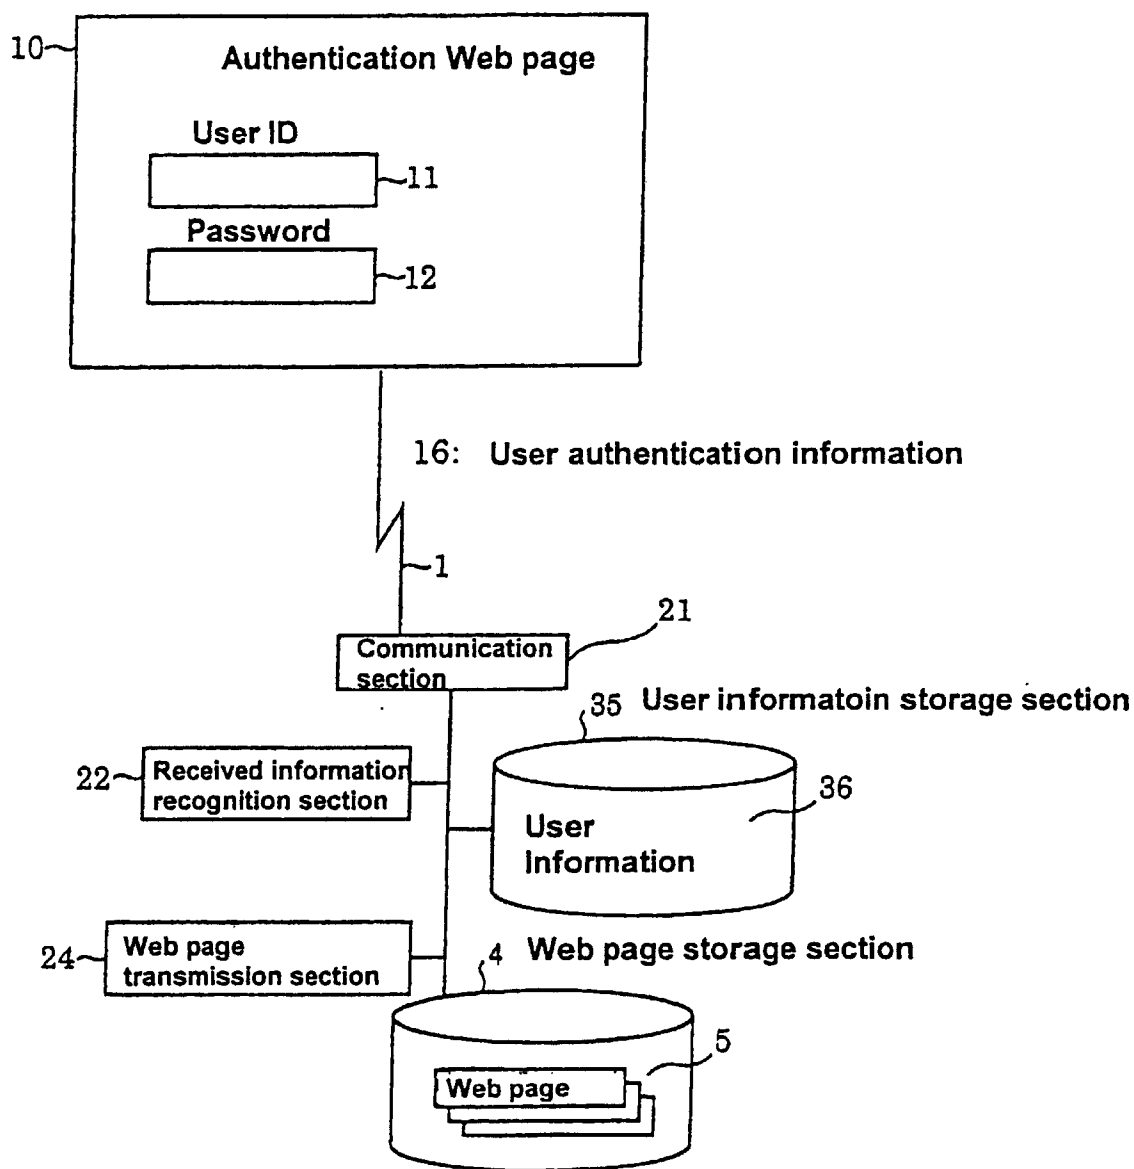 10
Authentication Web page
User ID
11
Password
12
16: User authentication information
1
21
Communication
section
35 User informatoin storage section
22
Received information
recognition section
36
User
Information
24
Web page
transmission section
4 Web page storage section
5
Web page